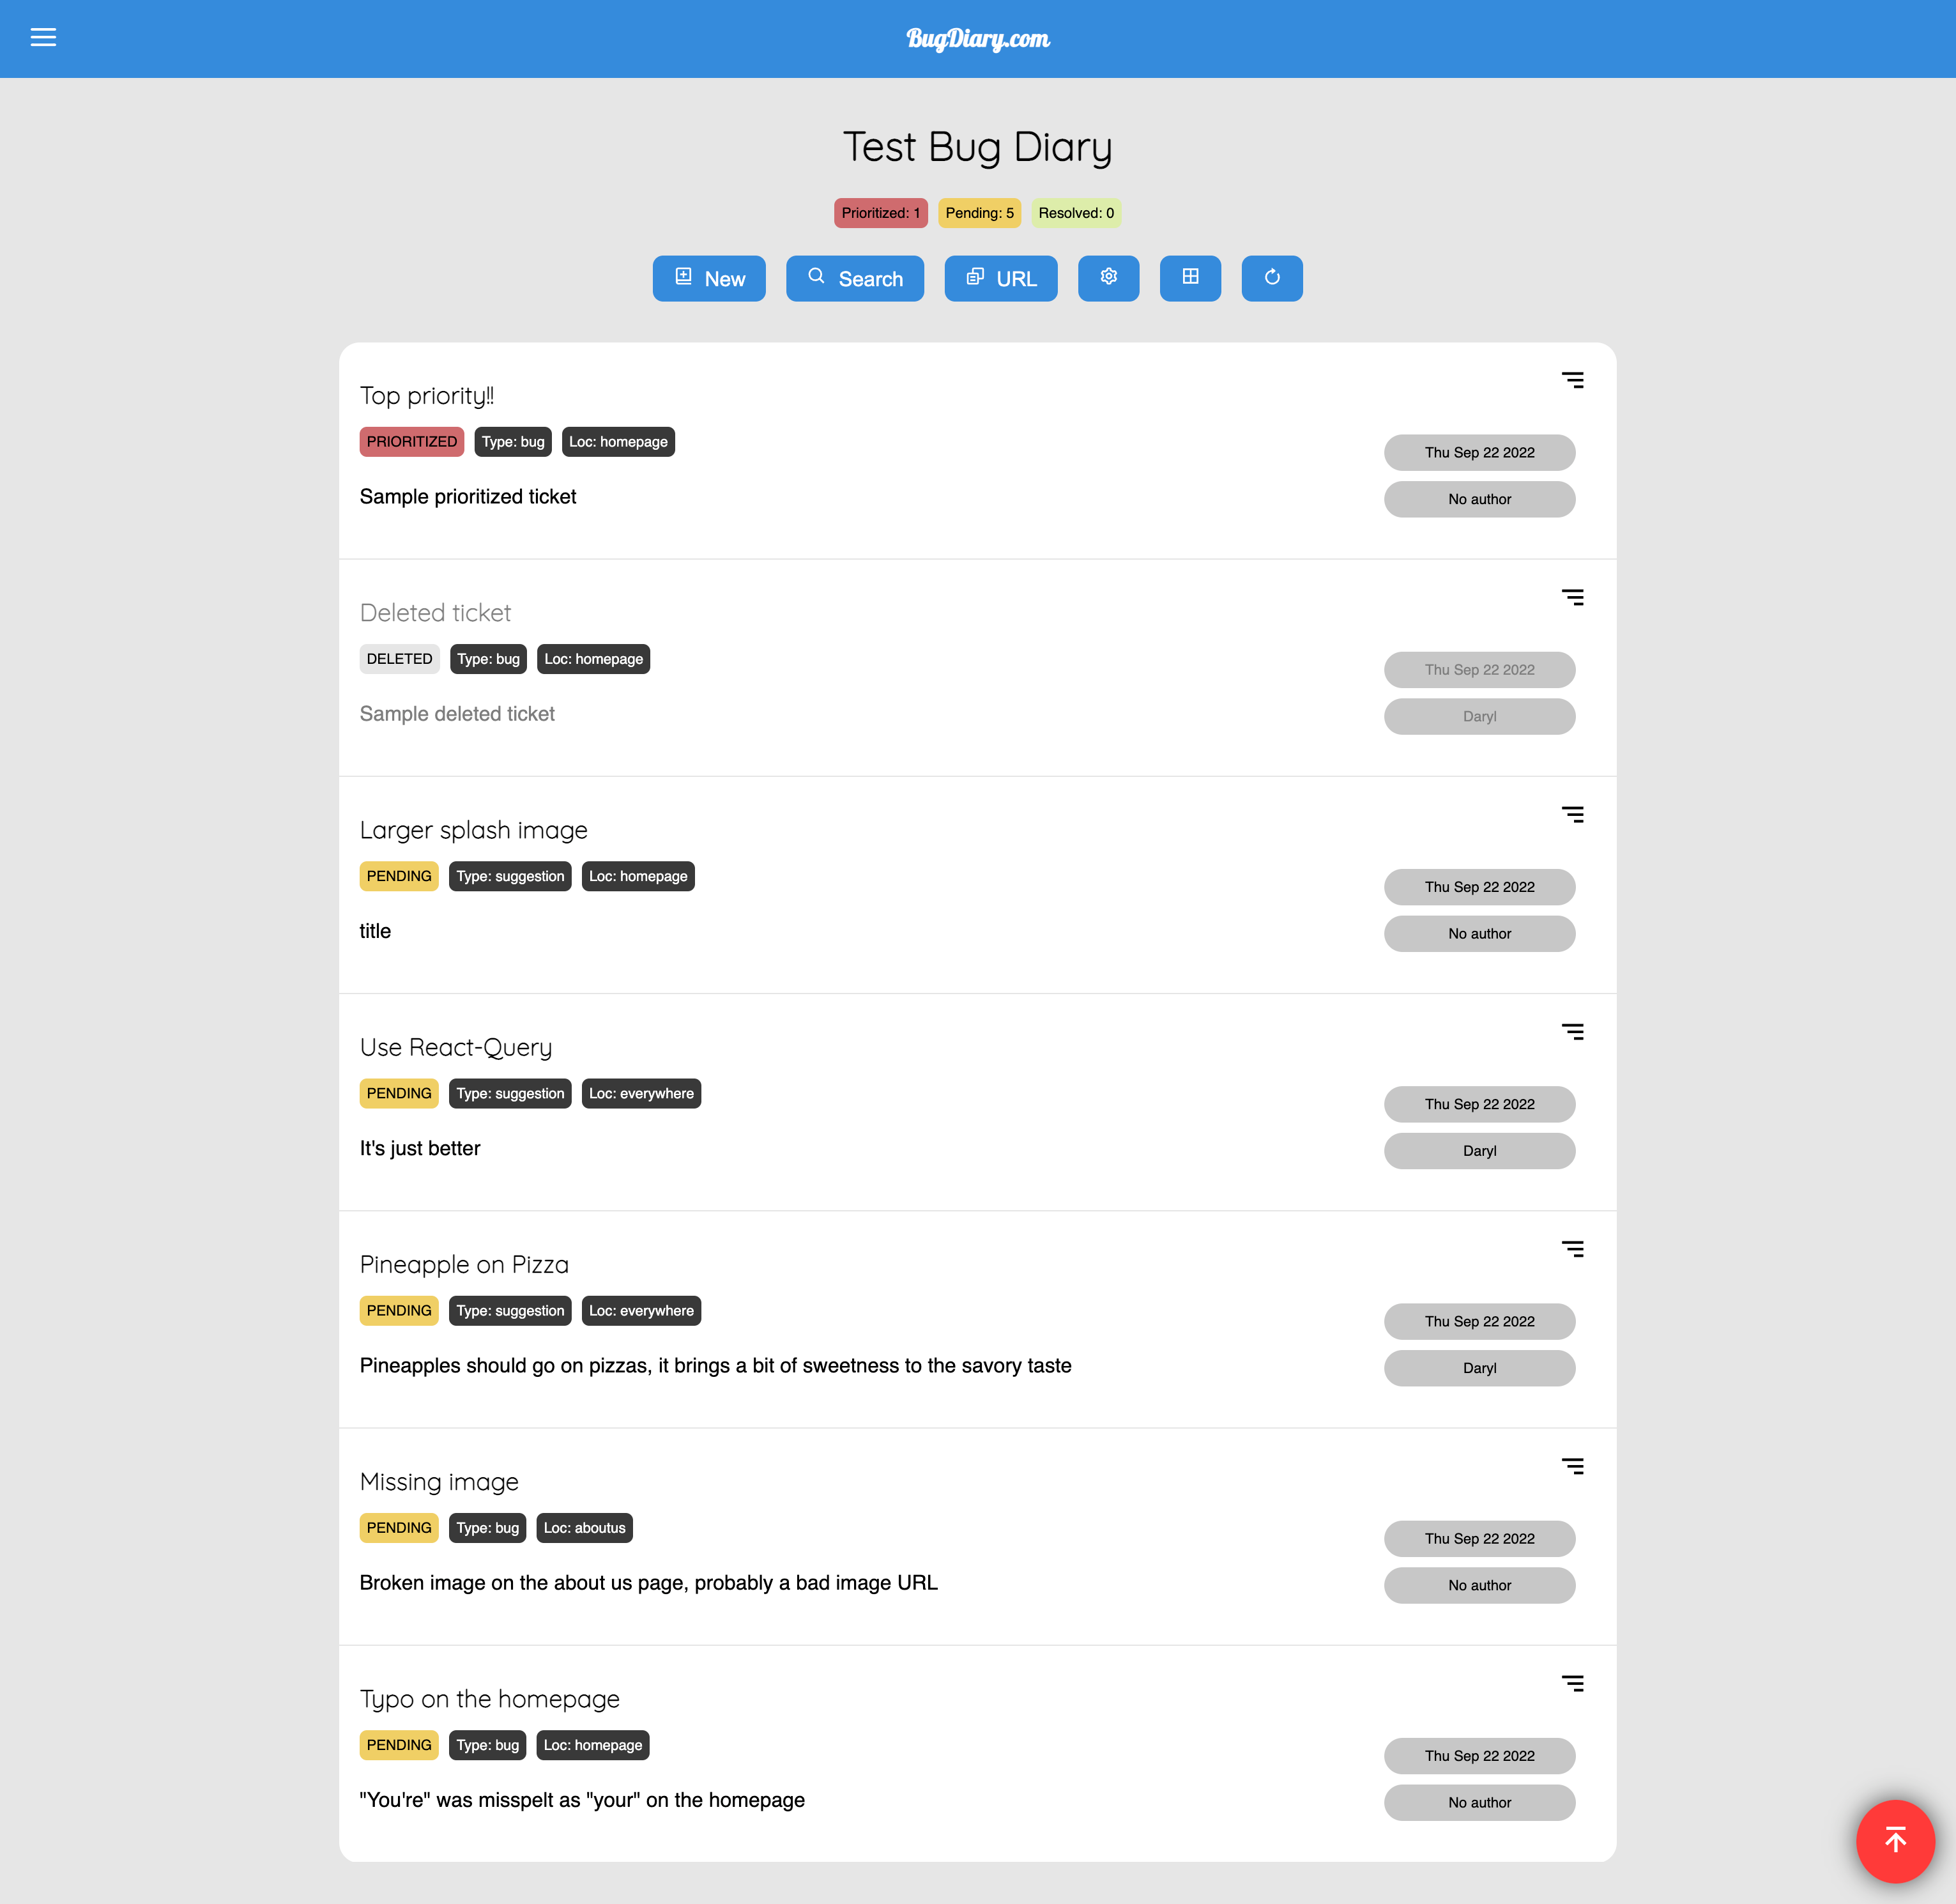 BugDiary.com
Test Bug Diary
Prioritized: 1 Pending: 5 Resolved: 0
New Search URL
Top priority!!
PRIORITIZED Type: bug Loc: homepage
Thu Sep 22 2022
Sample prioritized ticket
No author
Deleted ticket
DELETED Type: bug Loc: homepage
Thu Sep 22 2022
Sample deleted ticket
Daryl
Larger splash image
PENDING Type: suggestion Loc: homepage
Thu Sep 22 2022
title
No author
Use React-Query
PENDING Type: suggestion Loc: everywhere
Thu Sep 22 2022
It's just better
Daryl
Pineapple on Pizza
PENDING Type: suggestion Loc: everywhere
Thu Sep 22 2022
Pineapples should go on pizzas, it brings a bit of sweetness to the savory taste
Daryl
Missing image
PENDING Type: bug Loc: aboutus
Thu Sep 22 2022
Broken image on the about us page, probably a bad image URL
No author
Typo on the homepage
PENDING Type: bug Loc: homepage
Thu Sep 22 2022
"You're" was misspelt as "your" on the homepage
No author